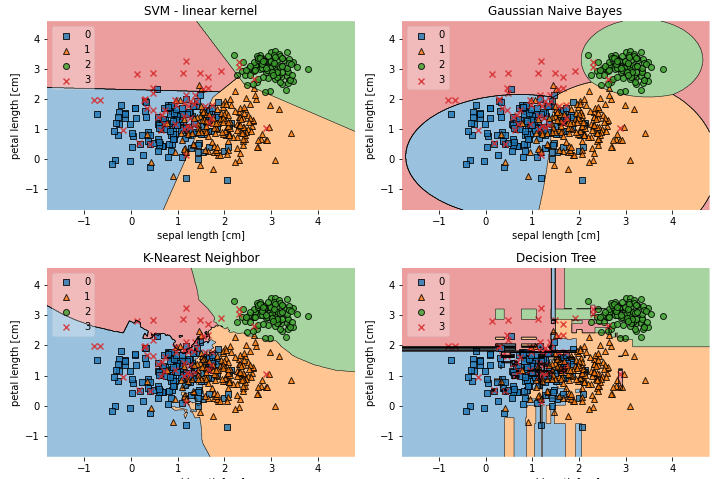 SVM - linear kernel
4
3
2
1
0
−1
petal length [cm]
0
1
2
3
−1 0 1 2 3 4
sepal length [cm]
Gaussian Naive Bayes
4
3
2
1
0
−1
petal length [cm]
0
1
2
3
−1 0 1 2 3 4
sepal length [cm]
K-Nearest Neighbor
4
3
2
1
0
−1
petal length [cm]
0
1
2
3
−1 0 1 2 3 4
Decision Tree
4
3
2
1
0
−1
petal length [cm]
0
1
2
3
−1 0 1 2 3 4